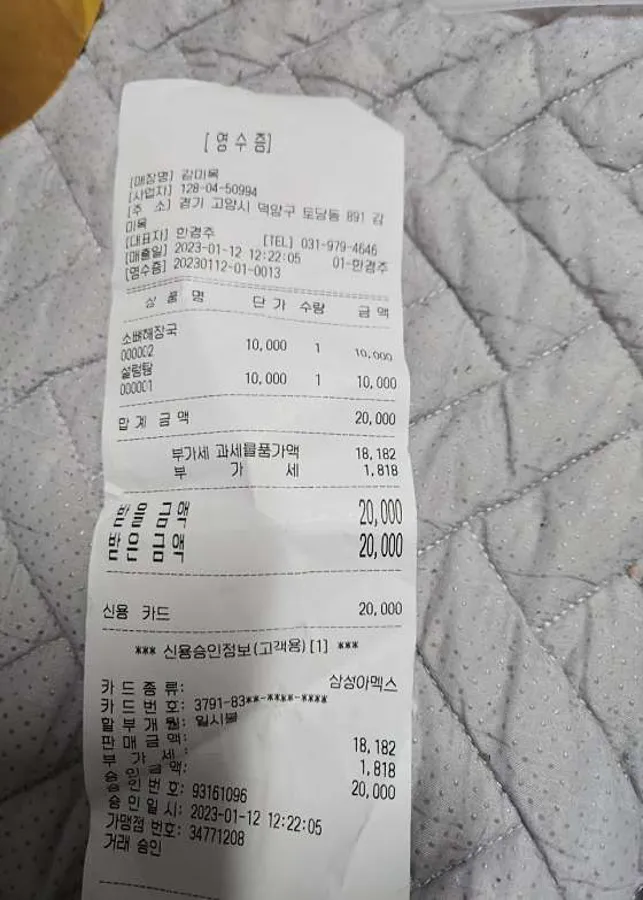 [영 수 증]
[매장명] 감미옥
[사업자] 128-04-50994
[주 소] 경기 고양시 덕양구 토당동 891 감
미옥
[대표자] 한경주 [TEL] 031-979-4646
[매출일] 2023-01-12 12:22:05 01-한경주
[영수증] 20230112-01-0013
상 품 명 단 가 수량 금 액
소뼈해장국
000002 10,000 1 10,000
설렁탕
000001 10,000 1 10,000
합 계 금 액 20,000
부가세 과세물품가액 18,182
부 가 세 1,818
받을금액 20,000
받은금액 20,000
신용 카드 20,000
*** 신용승인정보(고객용)[1] ***
카 드 종 류: 삼성아멕스
카 드 번 호: 3791-83**-****-****
할 부 개 월: 일시불
판 매 금 액: 18,182
부 가 세 : 1,818
승 인 금 액: 20,000
승 인 번 호: 93161096
승 인 일 시: 2023-01-12 12:22:05
가맹점 번호: 34771208
거래 승인